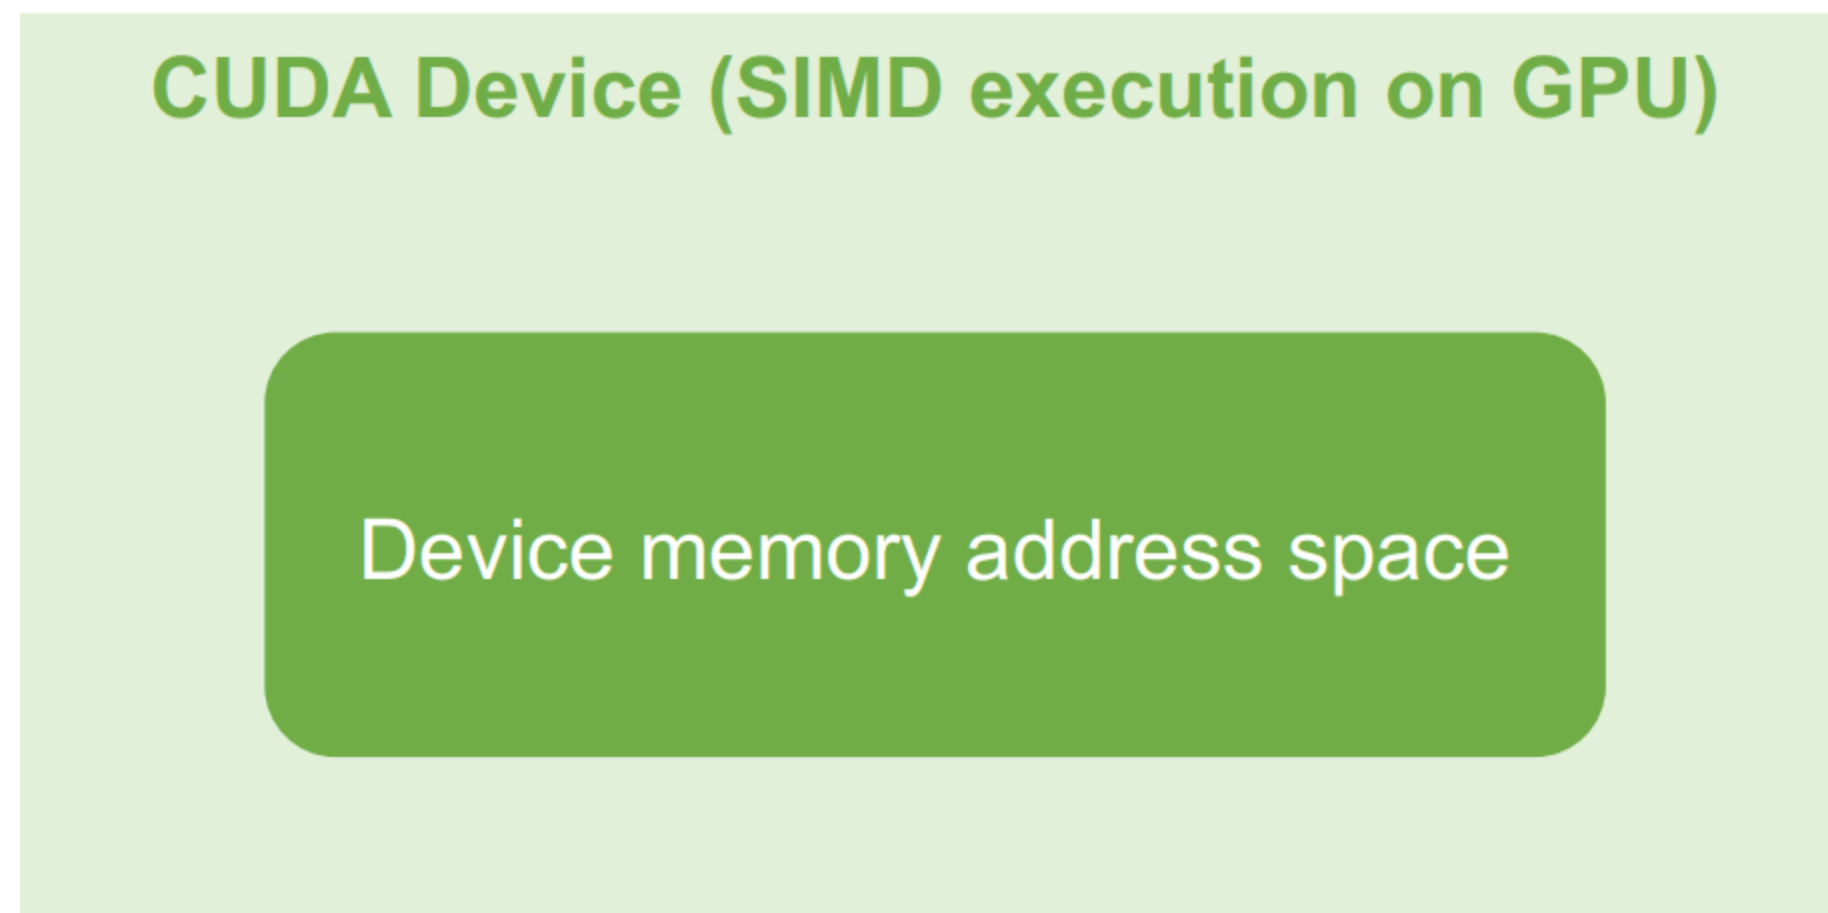 CUDA Device (SIMD execution on GPU)
Device memory address space